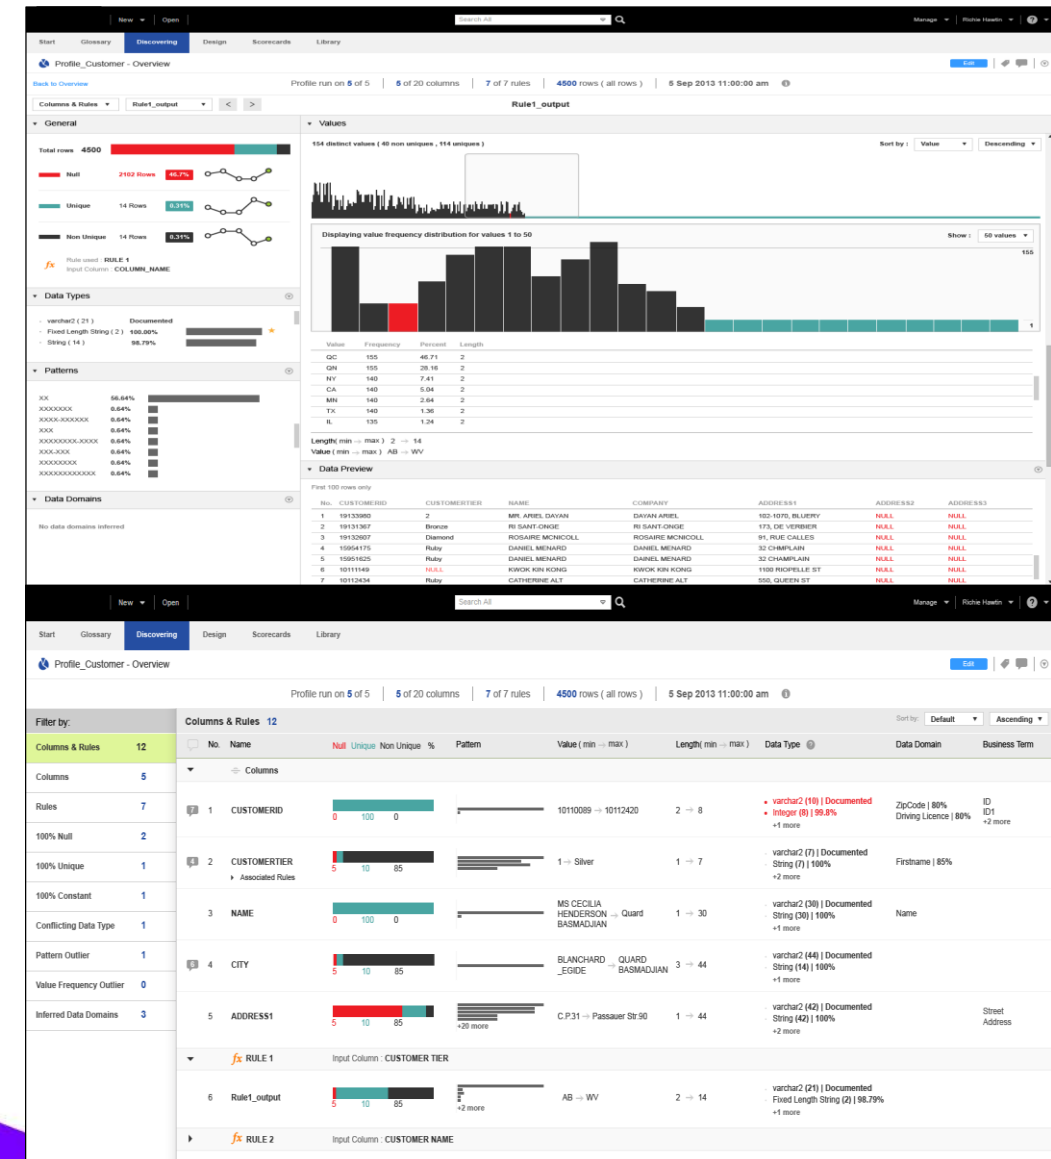 New Open Search All Manage Richie Hawtin ?
Start Glossary Discovering Design Scorecards Library
Profile_Customer - Overview Edit
Back to Overview Profile run on 5 of 5 5 of 20 columns 7 of 7 rules 4500 rows ( all rows ) 5 Sep 2013 11:00:00 am
Columns & Rules Rule1_output < > Rule1_output
General
Total rows 4500
Null 2102 Rows 46.7%
Unique 14 Rows 0.31%
Non Unique 14 Rows 0.31%
fx Rule used : RULE 1
Input Column : COLUMN_NAME
Data Types
varchar2 ( 21 ) Documented
Fixed Length String ( 2 ) 100.00%
String ( 14 ) 98.79%
Patterns
XX 56.64%
XXXXXXX 0.64%
XXXX-XXXXXX 0.64%
XXX 0.64%
XXXXXXXX-XXXX 0.64%
XXX-XXX 0.64%
XXXXXXXX 0.64%
XXXXXXXXXXXX 0.64%
Data Domains
No data domains inferred
Values
154 distinct values ( 40 non uniques , 114 uniques ) Sort by : Value Descending
Displaying value frequency distribution for values 1 to 50 Show : 50 values
155
1
Value Frequency Percent Length
QC 155 46.71 2
QN 155 28.16 2
NY 140 7.41 2
CA 140 5.04 2
MN 140 2.64 2
TX 140 1.36 2
IL 135 1.24 2
Length( min → max ) 2 → 14
Value ( min → max ) AB → WV
Data Preview
First 100 rows only
No. CUSTOMERID CUSTOMERTIER NAME COMPANY ADDRESS1 ADDRESS2 ADDRESS3
1 19133980 2 MR. ARIEL DAYAN DAYAN ARIEL 102-1070, BLUERY NULL NULL
2 19131367 Bronze RI SANT-ONGE RI SANT-ONGE 173, DE VERBIER NULL NULL
3 19132607 Diamond ROSAIRE MCNICOLL ROSAIRE MCNICOLL 91, RUE CALLES NULL NULL
4 15954175 Ruby DANIEL MENARD DANIEL MENARD 32 CHMPLAIN NULL NULL
5 15951625 Ruby DANIEL MENARD DAINEL MENARD 32 CHAMPLAIN NULL NULL
6 10111149 NULL KWOK KIN KONG KWOK KIN KONG 1100 RIOPELLE ST NULL NULL
7 10112434 Ruby CATHERINE ALT CATHERINE ALT 550, QUEEN ST NULL NULL
New Open Search All Manage Richie Hawtin ?
Start Glossary Discovering Design Scorecards Library
Profile_Customer - Overview Edit
Profile run on 5 of 5 5 of 20 columns 7 of 7 rules 4500 rows ( all rows ) 5 Sep 2013 11:00:00 am
Filter by:
Columns & Rules 12
Columns 5
Rules 7
100% Null 2
100% Unique 1
100% Constant 1
Conflicting Data Type 1
Pattern Outlier 1
Value Frequency Outlier 0
Inferred Data Domains 3
Columns & Rules 12 Sort by: Default Ascending
No. Name Null Unique Non Unique % Pattern Value ( min → max ) Length( min → max ) Data Type ? Data Domain Business Term
Columns
7 1 CUSTOMERID 0 100 0 10110089 → 10112420 2 → 8
varchar2 (10) | Documented
Integer (8) | 99.8%
+1 more
ZipCode | 80%
Driving Licence | 80%
ID
ID1
+2 more
4 2 CUSTOMERTIER 5 10 85 1 → Silver 1 → 7
Associated Rules
varchar2 (7) | Documented
String (7) | 100%
+2 more
Firstname | 85%
3 NAME 0 100 0
MS CECILIA
HENDERSON → Quard
BASMADJIAN
1 → 30
varchar2 (30) | Documented
String (30) | 100%
+1 more
Name
4 CITY 5 10 85
BLANCHARD → QUARD
_EGIDE BASMADJIAN
3 → 44
varchar2 (44) | Documented
String (14) | 100%
+1 more
5 ADDRESS1 5 10 85 +20 more C.P.31 → Passauer Str.90 1 → 44
varchar2 (42) | Documented
String (42) | 100%
+2 more
Street
Address
fx RULE 1 Input Column : CUSTOMER TIER
6 Rule1_output 5 10 85 +2 more AB → WV 2 → 14
varchar2 (21) | Documented
Fixed Length String (2) | 98.79%
+1 more
fx RULE 2 Input Column : CUSTOMER NAME